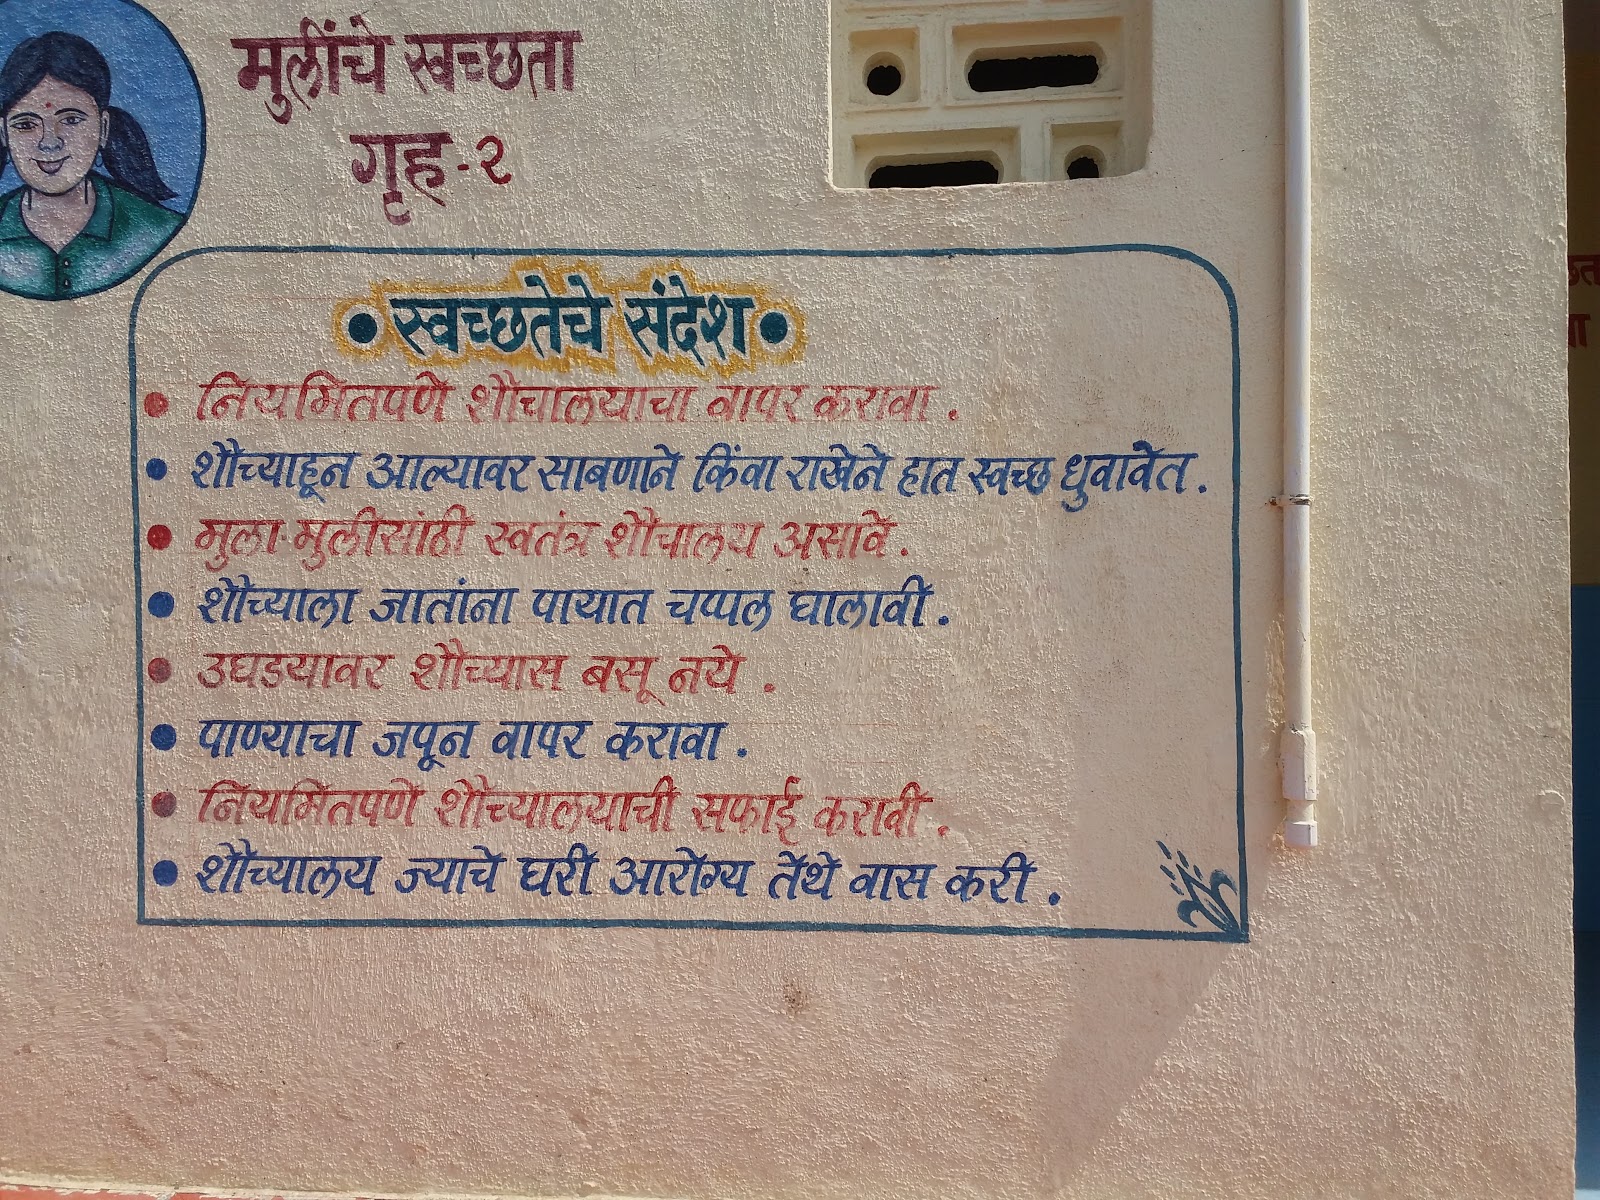 मुलींचे स्वच्छता
गृह - २
• स्वच्छतेचे संदेश •
• नियमितपणे शौचालयाचा वापर करावा .
• शौच्याहून आल्यावर साबणाने किंवा राखेने हात स्वच्छ धुवावेत .
• मुला-मुलीसांठी स्वतंत्र शौचालय असावे .
• शौच्याला जातांना पायात चप्पल घालावी .
• उघडयावर शौच्यास बसू नये .
• पाण्याचा जपून वापर करावा .
• नियमितपणे शौच्यालयाची सफाई करावी .
• शौच्यालय ज्याचे घरी आरोग्य तेथे वास करी .